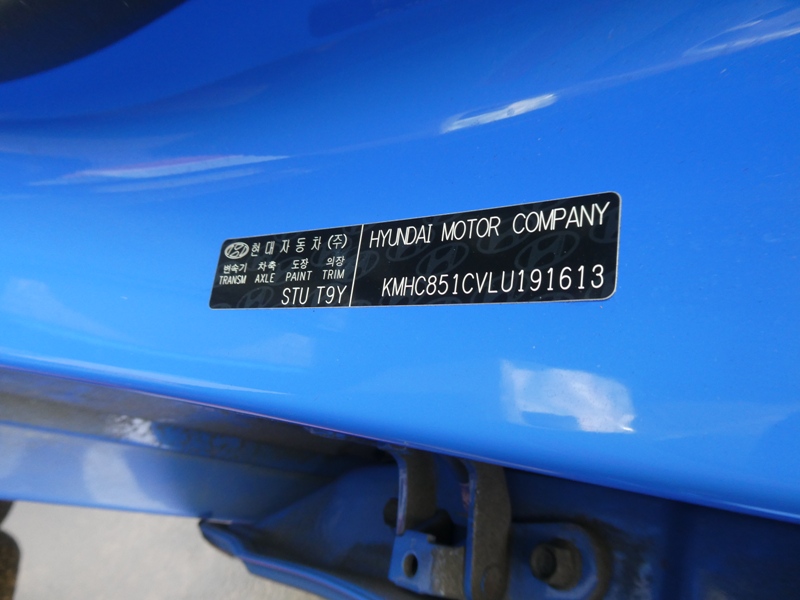 현대자동차(주)
변속기 차축 도장 의장
TRANSM AXLE PAINT TRIM
STU T9Y
HYUNDAI MOTOR COMPANY
KMHC851CVLU191613